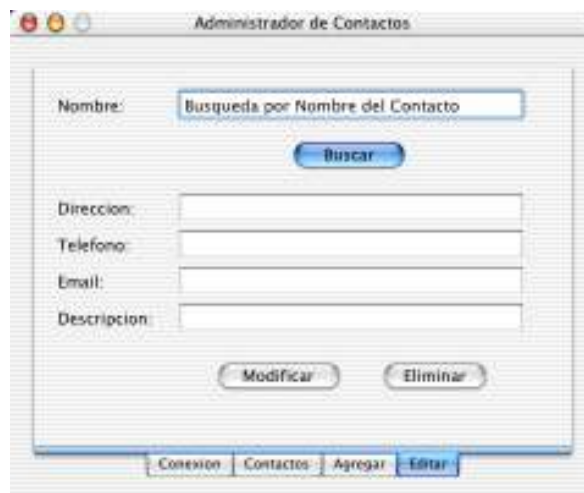 Administrador de Contactos
Nombre: Busqueda por Nombre del Contacto
Buscar
Direccion:
Telefono:
Email:
Descripcion:
Modificar Eliminar
Conexion Contactos Agregar Editar